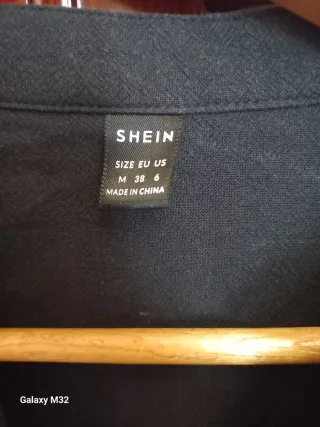 SHEIN
SIZE EU US
M 38 6
MADE IN CHINA
Galaxy M32